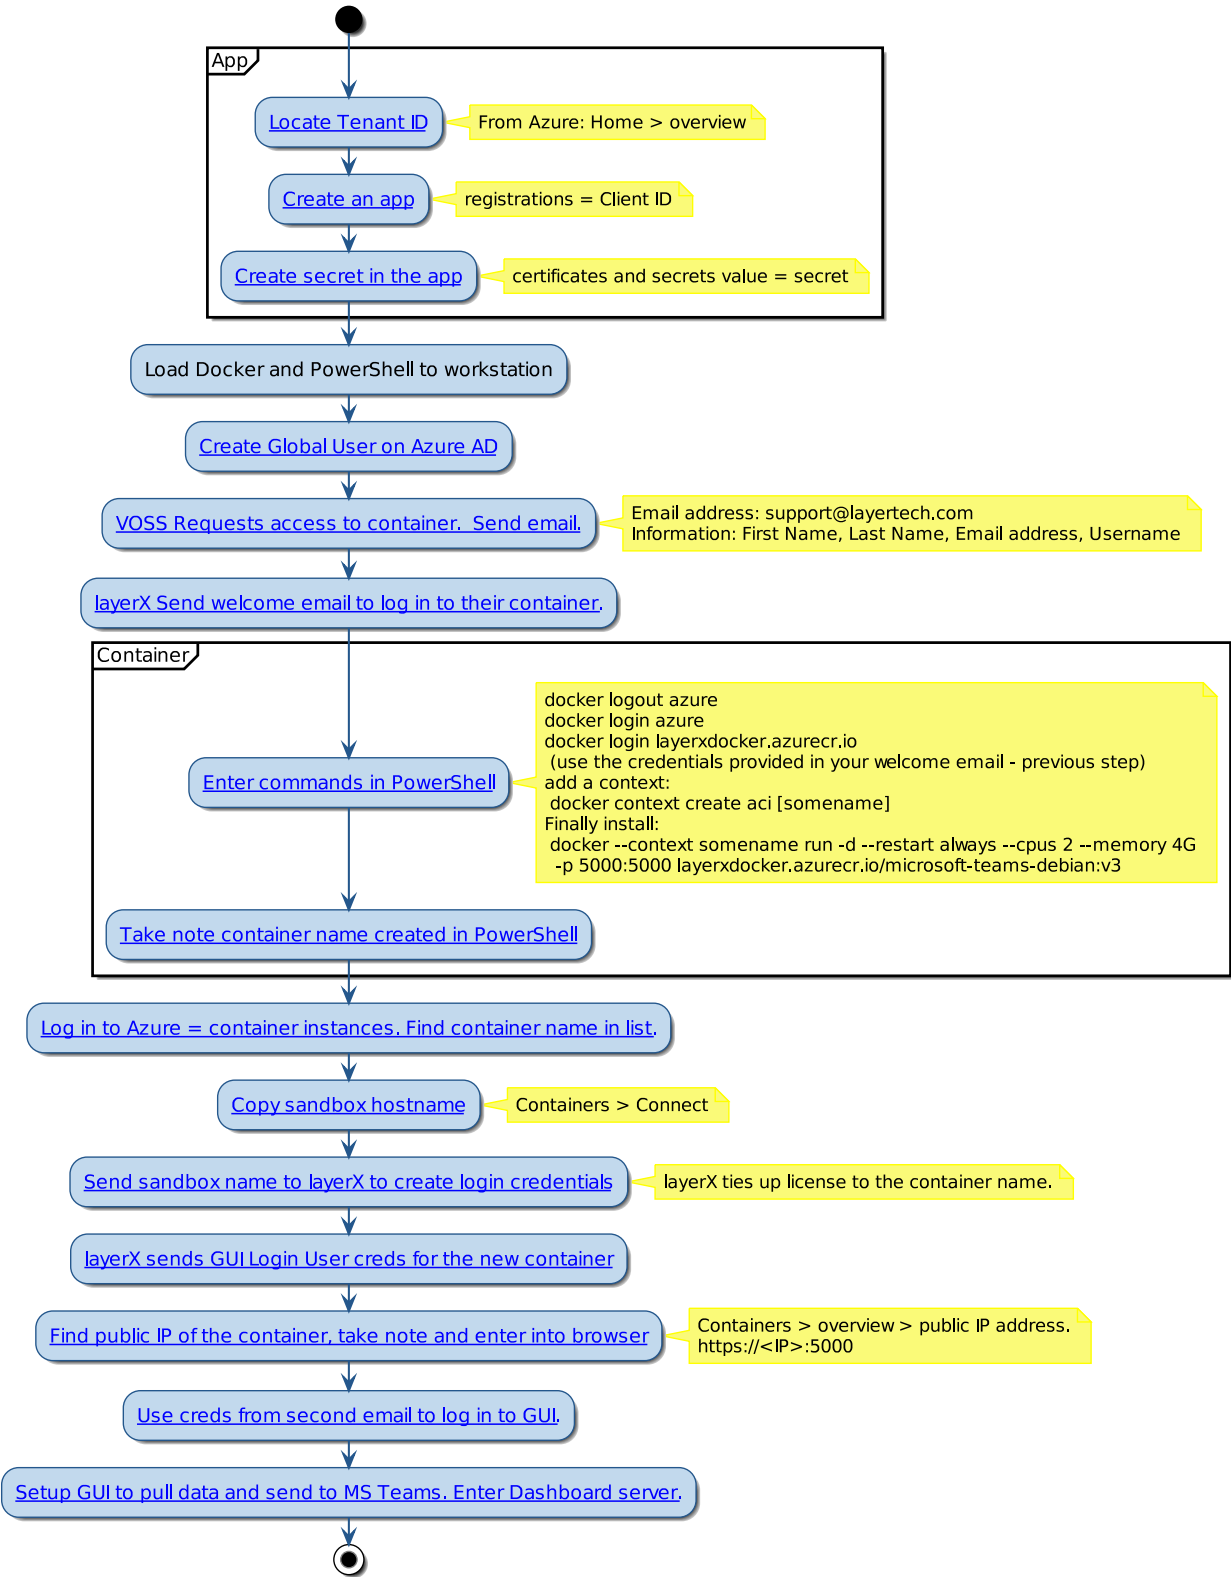 App
Locate Tenant ID
From Azure: Home > overview
Create an app
registrations = Client ID
Create secret in the app
certificates and secrets value = secret
Load Docker and PowerShell to workstation
Create Global User on Azure AD
VOSS Requests access to container.  Send email.
Email address: support@layertech.com
Information: First Name, Last Name, Email address, Username
layerX Send welcome email to log in to their container.
Container
Enter commands in PowerShell
docker logout azure
docker login azure
docker login layerxdocker.azurecr.io
(use the credentials provided in your welcome email - previous step)
add a context:
docker context create aci [somename]
Finally install:
docker --context somename run -d --restart always --cpus 2 --memory 4G
-p 5000:5000 layerxdocker.azurecr.io/microsoft-teams-debian:v3
Take note container name created in PowerShell
Log in to Azure = container instances. Find container name in list.
Copy sandbox hostname
Containers > Connect
Send sandbox name to layerX to create login credentials
layerX ties up license to the container name.
layerX sends GUI Login User creds for the new container
Find public IP of the container, take note and enter into browser
Containers > overview > public IP address.
https://<IP>:5000
Use creds from second email to log in to GUI.
Setup GUI to pull data and send to MS Teams. Enter Dashboard server.